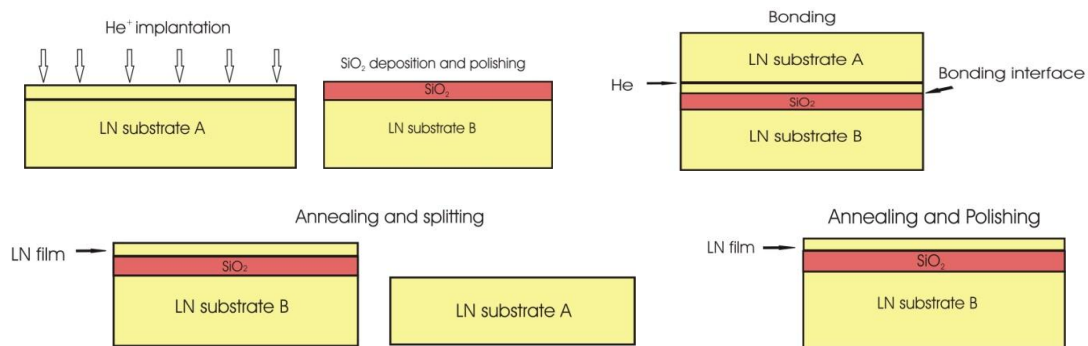 He⁺ implantation
LN substrate A
SiO₂ deposition and polishing
SiO₂
LN substrate B
Bonding
LN substrate A
He
Bonding interface
SiO₂
LN substrate B
Annealing and splitting
LN film
SiO₂
LN substrate B
LN substrate A
Annealing and Polishing
LN film
SiO₂
LN substrate B